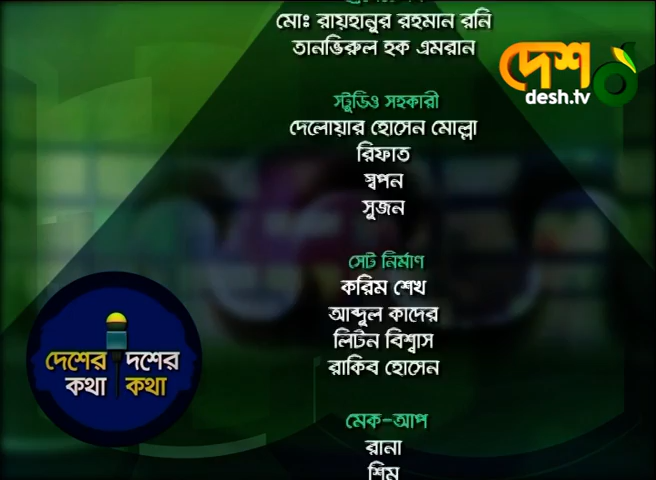 মোঃ রায়হানুর রহমান রনি
তানভিরুল হক এমরান
দেশ
desh.tv
স্টুডিও সহকারী
দেলোয়ার হোসেন মোল্লা
রিফাত
স্বপন
সুজন
সেট নির্মাণ
করিম শেখ
আব্দুল কাদের
লিটন বিশ্বাস
রাকিব হোসেন
দেশের দশের
কথা কথা
মেক-আপ
রানা
শিমু